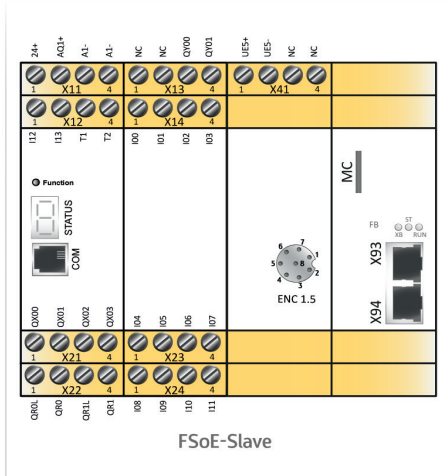 24+ AQ1+ A1- A1- NC NC QY00 QY01 UE5+ UE5- NC NC
1 X11 4 1 X13 4 1 X41 4
1 X12 4 1 X14 4
I12 I13 T1 T2 I00 I01 I02 I03
MC
Function
STATUS
FB ST
XB RUN
COM
X93
6 7 1
5 8 2
4 3
ENC 1.5
X94
QX00 QX01 QX02 QX03 I04 I05 I06 I07
1 X21 4 1 X23 4
1 X22 4 1 X24 4
QR0L QR0 QR1L QR1 I08 I09 I10 I11
FSoE-Slave